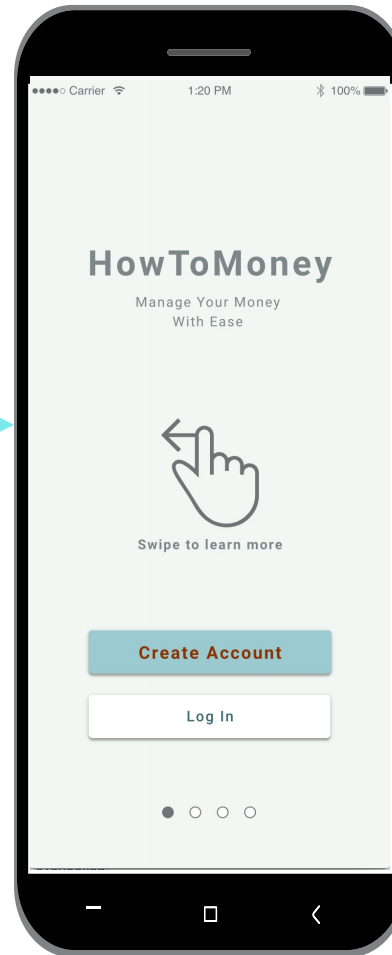 Carrier 1:20 PM 100%
HowToMoney
Manage Your Money
With Ease
Swipe to learn more
Create Account
Log In